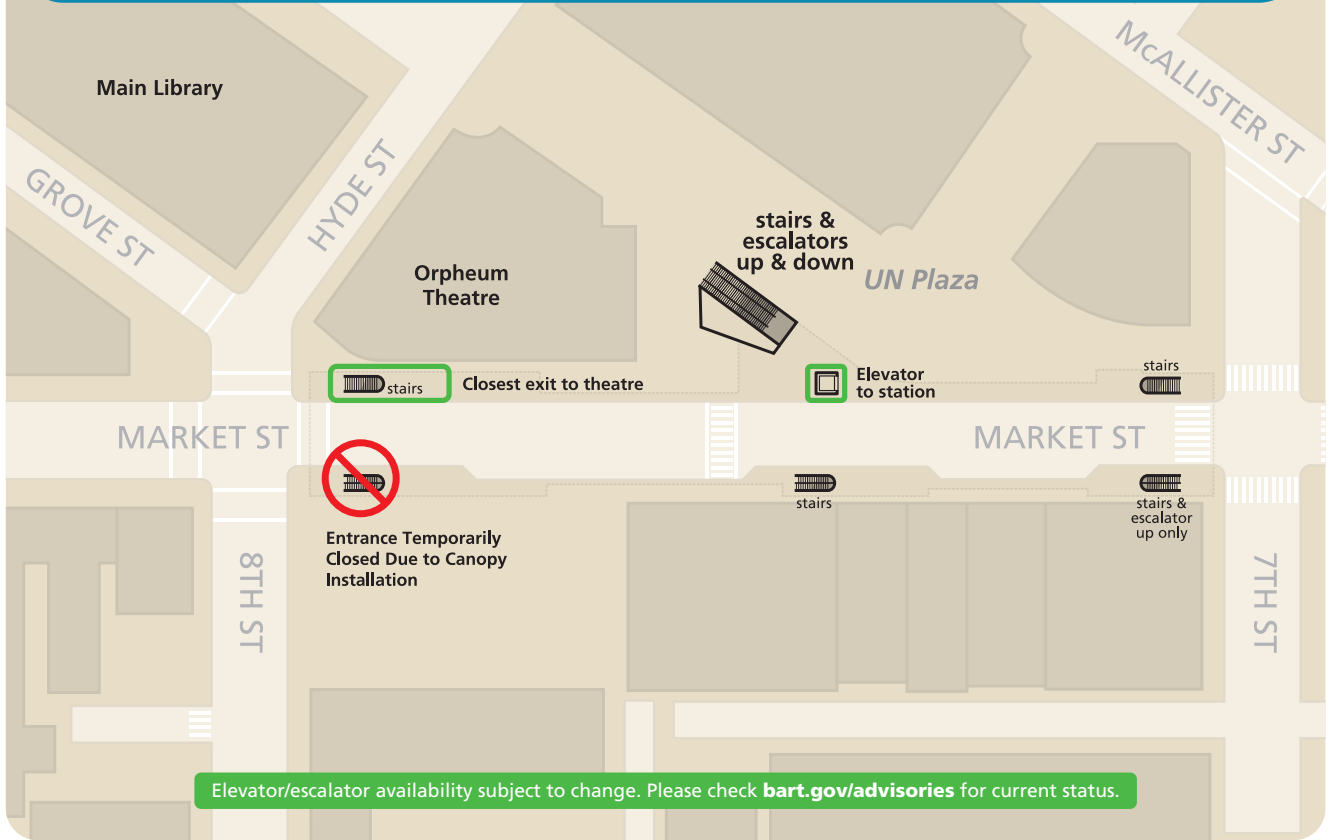 McALLISTER ST
Main Library
GROVE ST
HYDE ST
stairs &
escalators
up & down
UN Plaza
Orpheum
Theatre
stairs
Closest exit to theatre
Elevator
to station
stairs
MARKET ST
MARKET ST
stairs
stairs &
escalator
up only
Entrance Temporarily
Closed Due to Canopy
Installation
8TH ST
7TH ST
Elevator/escalator availability subject to change. Please check bart.gov/advisories for current status.